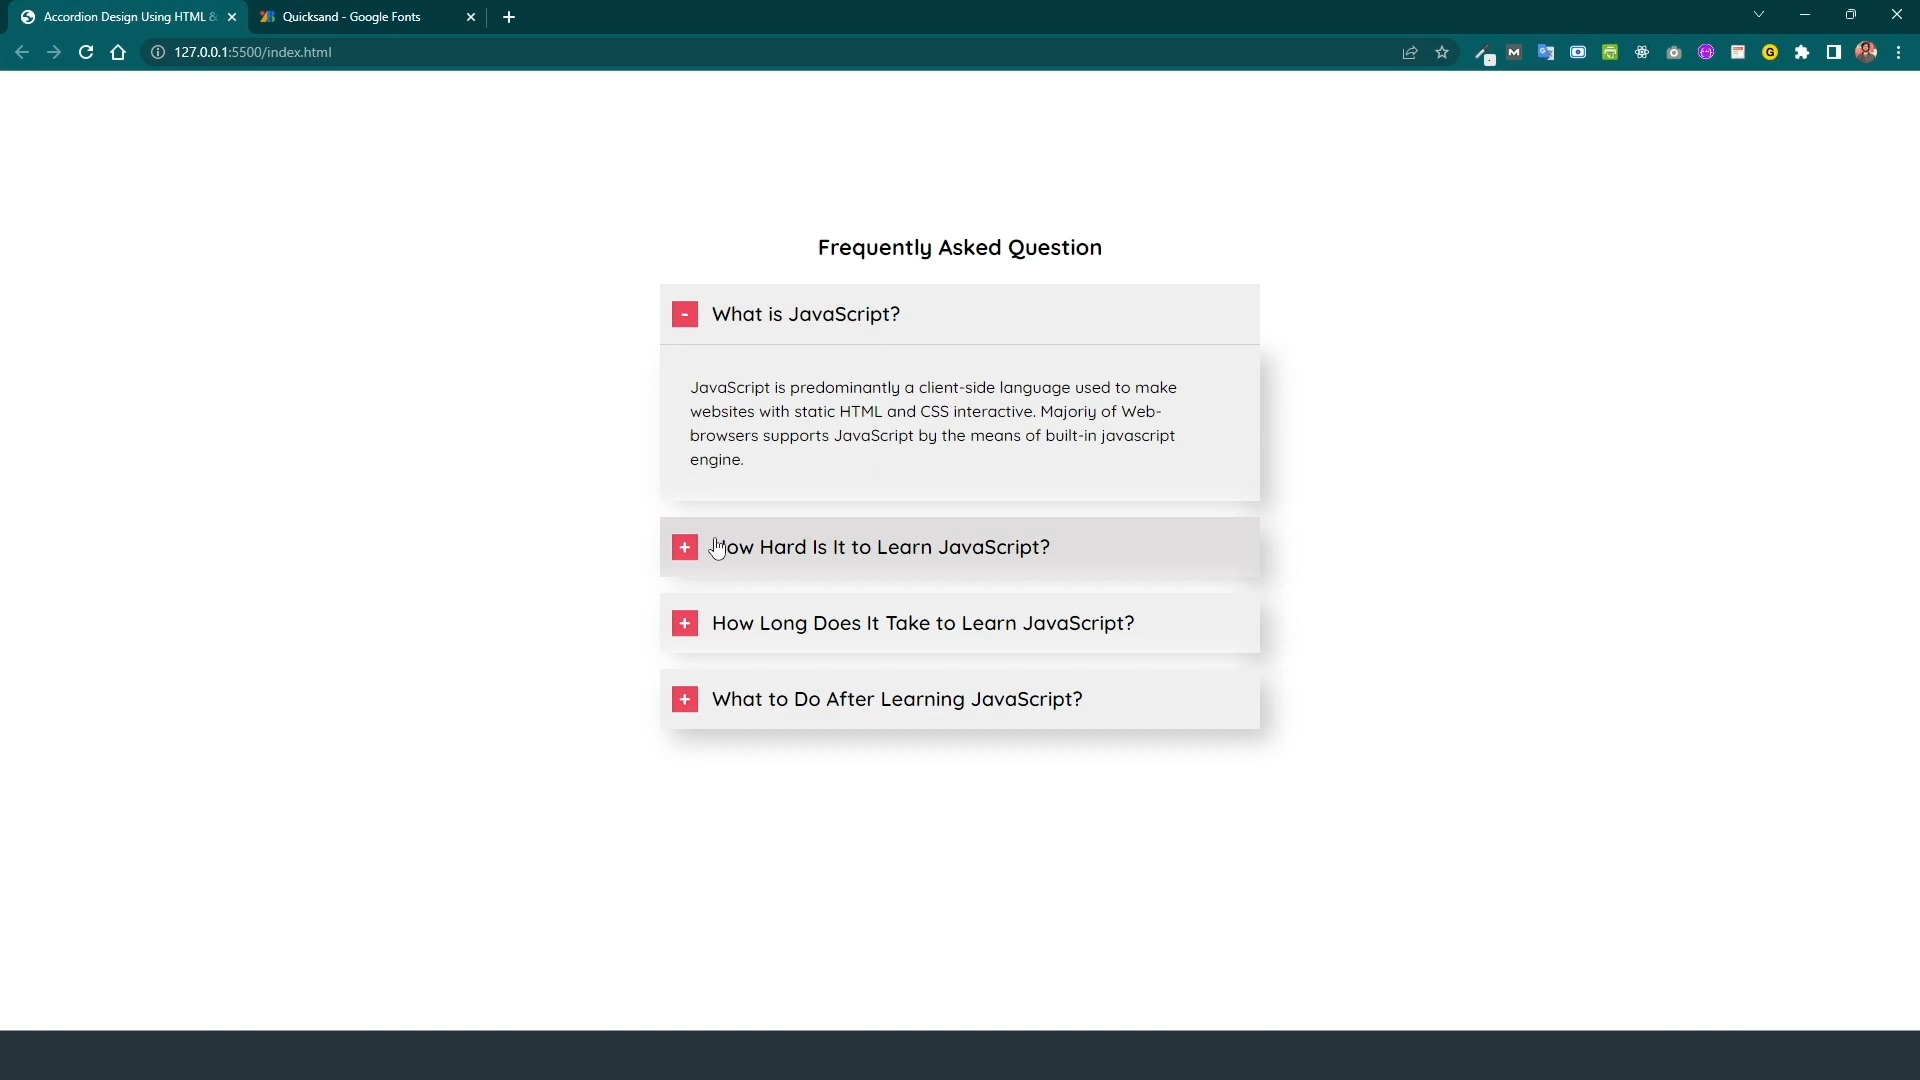 Accordion Design Using HTML &
Quicksand - Google Fonts
127.0.0.1:5500/index.html
M
G
Frequently Asked Question
- What is JavaScript?
JavaScript is predominantly a client-side language used to make
websites with static HTML and CSS interactive. Majoriy of Web-
browsers supports JavaScript by the means of built-in javascript
engine.
+ How Hard Is It to Learn JavaScript?
+ How Long Does It Take to Learn JavaScript?
+ What to Do After Learning JavaScript?